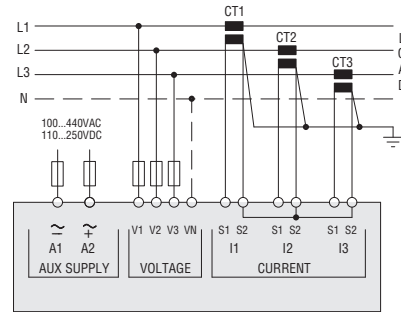 CT1
L1
CT2
L2
CT3
L3
N
L
O
A
D
100...440VAC
110...250VDC
V1 V2 V3 VN
S1 S2 S1 S2 S1 S2
A1 A2
I1 I2 I3
AUX SUPPLY VOLTAGE CURRENT